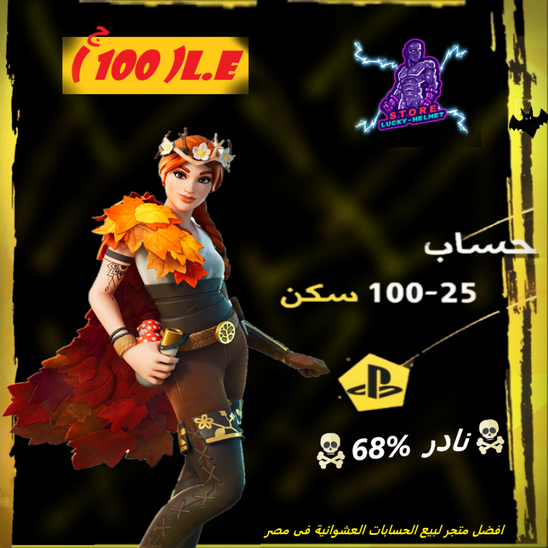 ج
( 100 )L.E
STORE
LUCKY-HELMET
حساب
25-100 سكن
نادر 68%
افضل متجر لبيع الحسابات العشوائية فى مصر